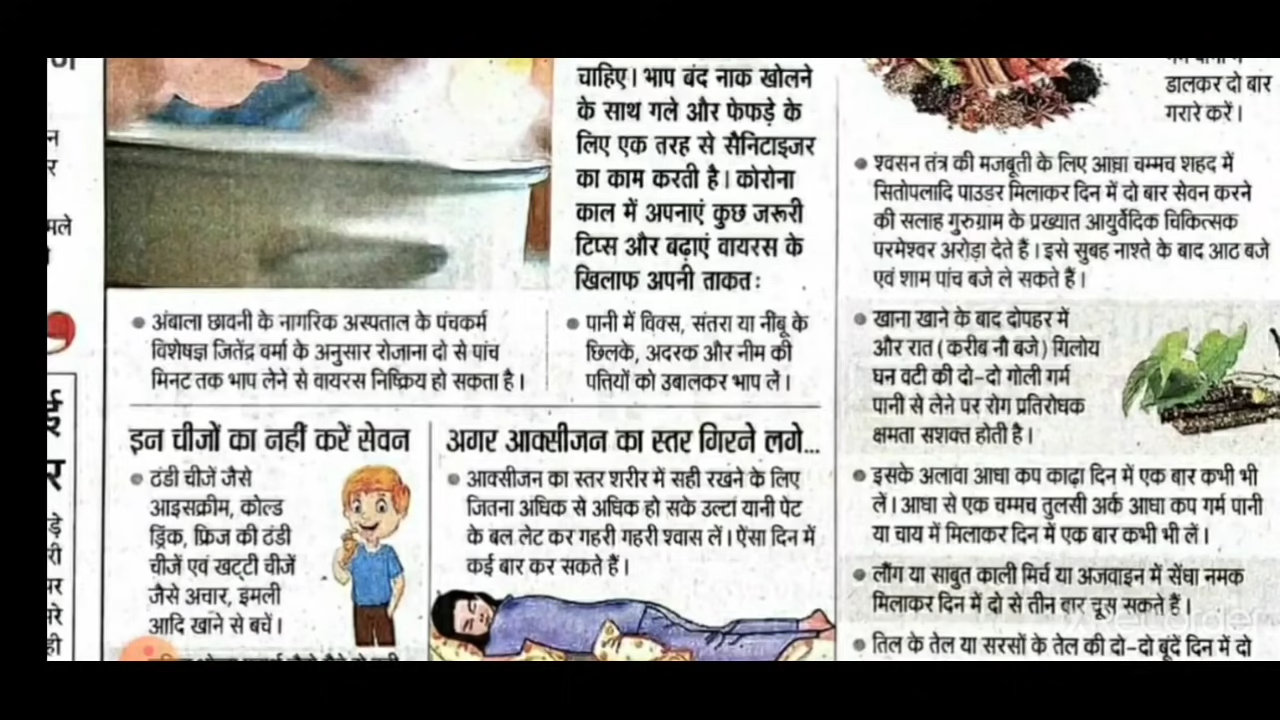 चाहिए। भाप बंद नाक खोलने
के साथ गले और फेफड़े के
लिए एक तरह से सैनिटाइजर
का काम करती है। कोरोना
काल में अपनाएं कुछ जरूरी
टिप्स और बढ़ाएं वायरस के
खिलाफ अपनी ताकतः
अंबाला छावनी के नागरिक अस्पताल के पंचकर्म
विशेषज्ञ जितेंद्र वर्मा के अनुसार रोजाना दो से पांच
मिनट तक भाप लेने से वायरस निष्क्रिय हो सकता है।
पानी में विक्स, संतरा या नींबू के
छिलके, अदरक और नीम की
पत्तियों को उबालकर भाप लें।
इन चीजों का नहीं करें सेवन
ठंडी चीजें जैसे
आइसक्रीम, कोल्ड
ड्रिंक, फ्रिज की ठंडी
चीजें एवं खट्टी चीजें
जैसे अचार, इमली
आदि खाने से बचें।
अगर आक्सीजन का स्तर गिरने लगे...
आक्सीजन का स्तर शरीर में सही रखने के लिए
जितना अधिक से अधिक हो सके उल्टा यानी पेट
के बल लेट कर गहरी गहरी श्वास लें। ऐसा दिन में
कई बार कर सकते हैं।
डालकर दो बार
गरारे करें।
श्वसन तंत्र की मजबूती के लिए आधा चम्मच शहद में
सितोपलादि पाउडर मिलाकर दिन में दो बार सेवन करने
की सलाह गुरुग्राम के प्रख्यात आयुर्वेदिक चिकित्सक
परमेश्वर अरोड़ा देते हैं। इसे सुबह नाश्ते के बाद आठ बजे
एवं शाम पांच बजे ले सकते हैं।
खाना खाने के बाद दोपहर में
और रात (करीब नौ बजे) गिलोय
घन वटी की दो-दो गोली गर्म
पानी से लेने पर रोग प्रतिरोधक
क्षमता सशक्त होती है।
इसके अलावा आधा कप काढ़ा दिन में एक बार कभी भी
लें। आधा से एक चम्मच तुलसी अर्क आधा कप गर्म पानी
या चाय में मिलाकर दिन में एक बार कभी भी लें।
लौंग या साबुत काली मिर्च या अजवाइन में सेंधा नमक
मिलाकर दिन में दो से तीन बार चूस सकते हैं।
तिल के तेल या सरसों के तेल की दो-दो बूंदें दिन में दो